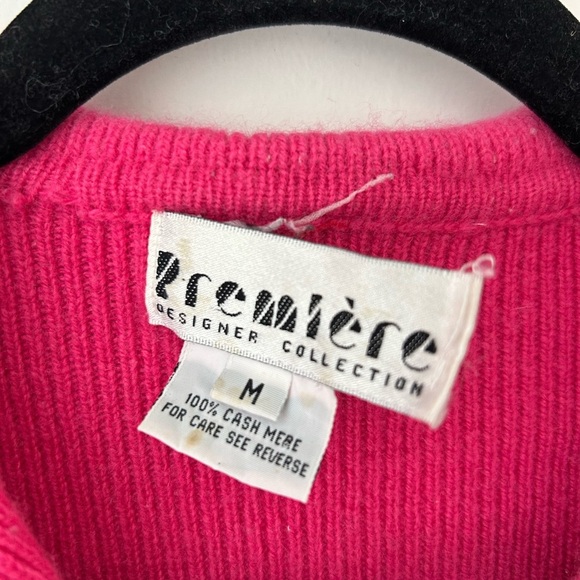 Première
DESIGNER COLLECTION
M
100% CASH MERE
FOR CARE SEE REVERSE